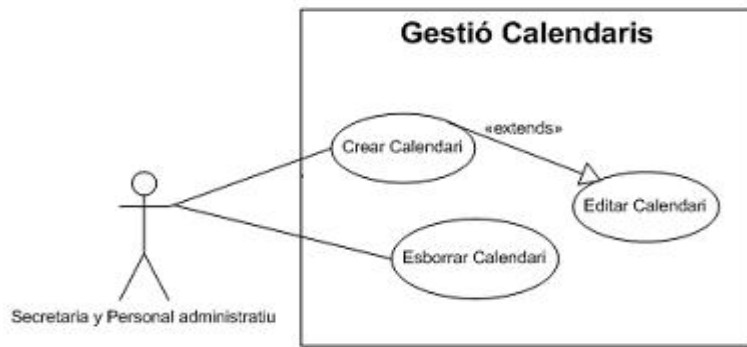 Gestió Calendaris
«extends»
Crear Calendari
Editar Calendari
Esborrar Calendari
Secretaria y Personal administratiu